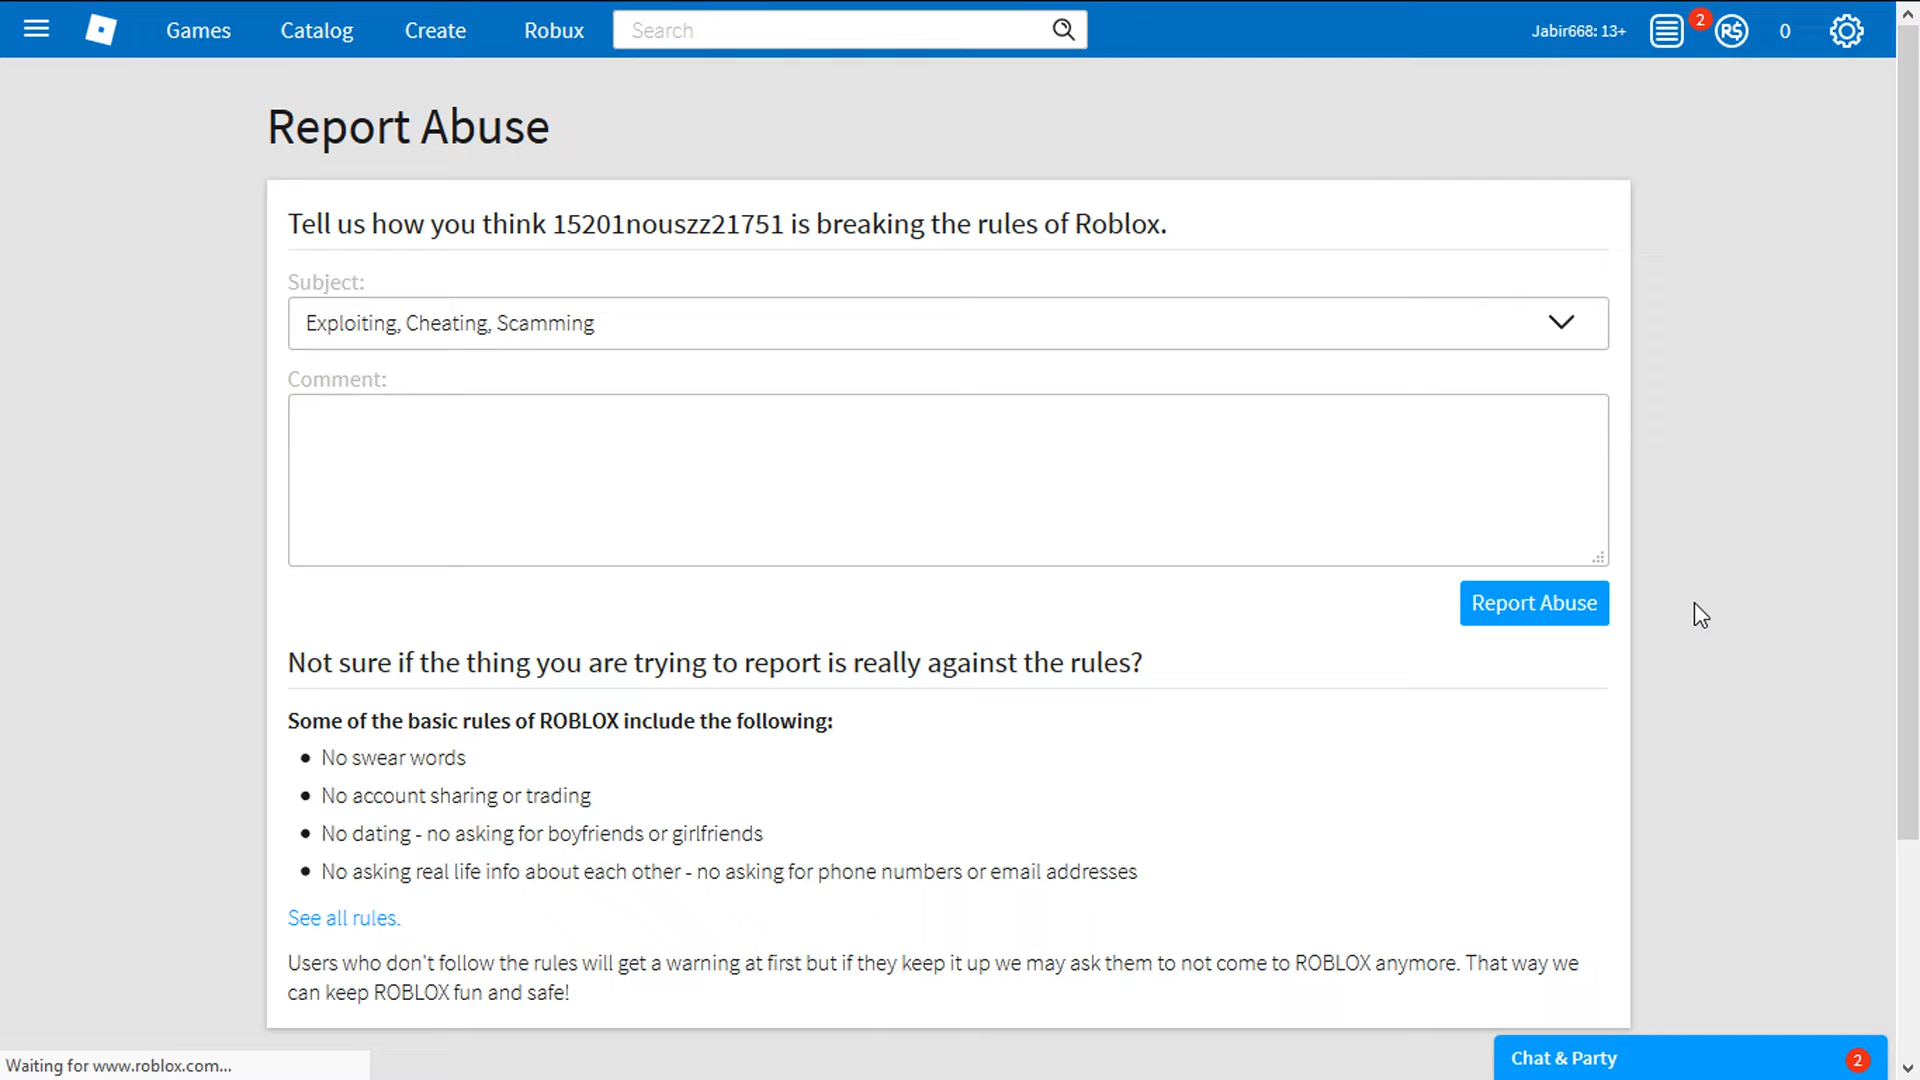 Games Catalog Create Robux Search Jabir668: 13+ 2 R$ 0
Report Abuse
Tell us how you think 15201nouszz21751 is breaking the rules of Roblox.
Subject:
Exploiting, Cheating, Scamming
Comment:
Report Abuse
Not sure if the thing you are trying to report is really against the rules?
Some of the basic rules of ROBLOX include the following:
• No swear words
• No account sharing or trading
• No dating - no asking for boyfriends or girlfriends
• No asking real life info about each other - no asking for phone numbers or email addresses
See all rules.
Users who don't follow the rules will get a warning at first but if they keep it up we may ask them to not come to ROBLOX anymore. That way we
can keep ROBLOX fun and safe!
Chat & Party 2
Waiting for www.roblox.com...